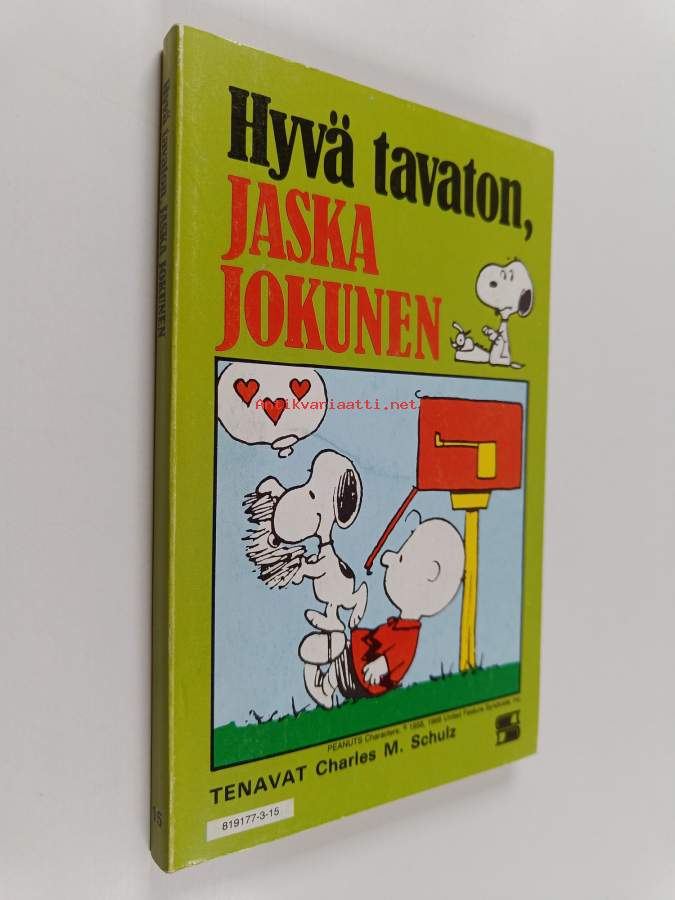 Hyvä tavaton,
JASKA
JOKUNEN
Hyvä tavaton JASKA JOKUNEN
Antikvariaatti.net
PEANUTS Characters: © 1958, 1968 United Feature Syndicate, Inc.
TENAVAT Charles M. Schulz
819177-3-15
15